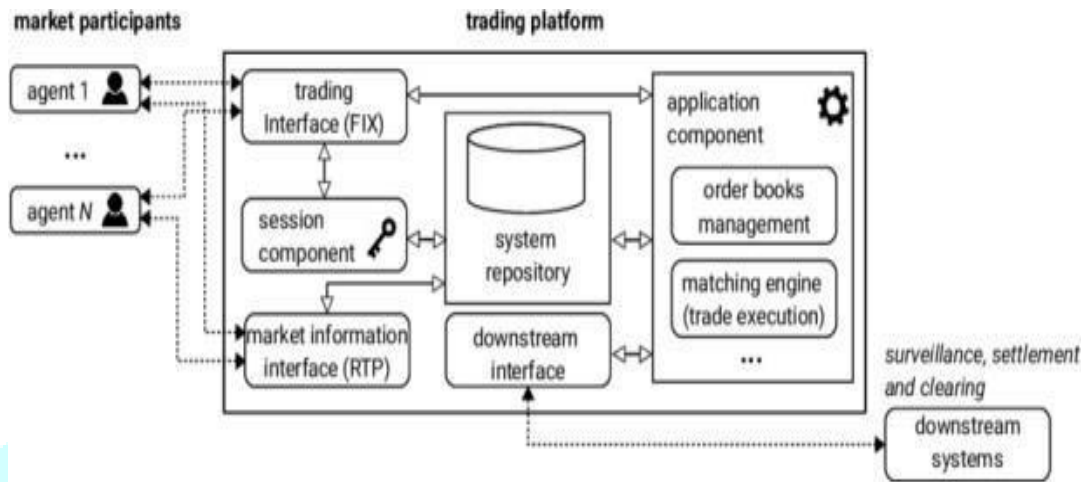 market participants
trading platform
agent 1
...
agent N
trading
Interface (FIX)
session
component
market information
interface (RTP)
system
repository
downstream
interface
application
component
order books
management
matching engine
(trade execution)
...
surveillance, settlement
and clearing
downstream
systems